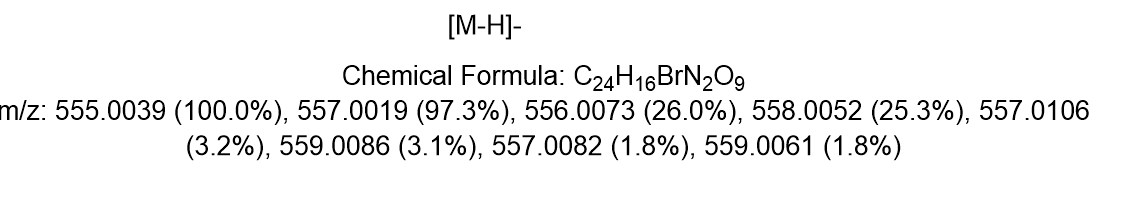 [M-H]-
Chemical Formula: C₂₄H₁₆BrN₂O₉
m/z: 555.0039 (100.0%), 557.0019 (97.3%), 556.0073 (26.0%), 558.0052 (25.3%), 557.0106
(3.2%), 559.0086 (3.1%), 557.0082 (1.8%), 559.0061 (1.8%)